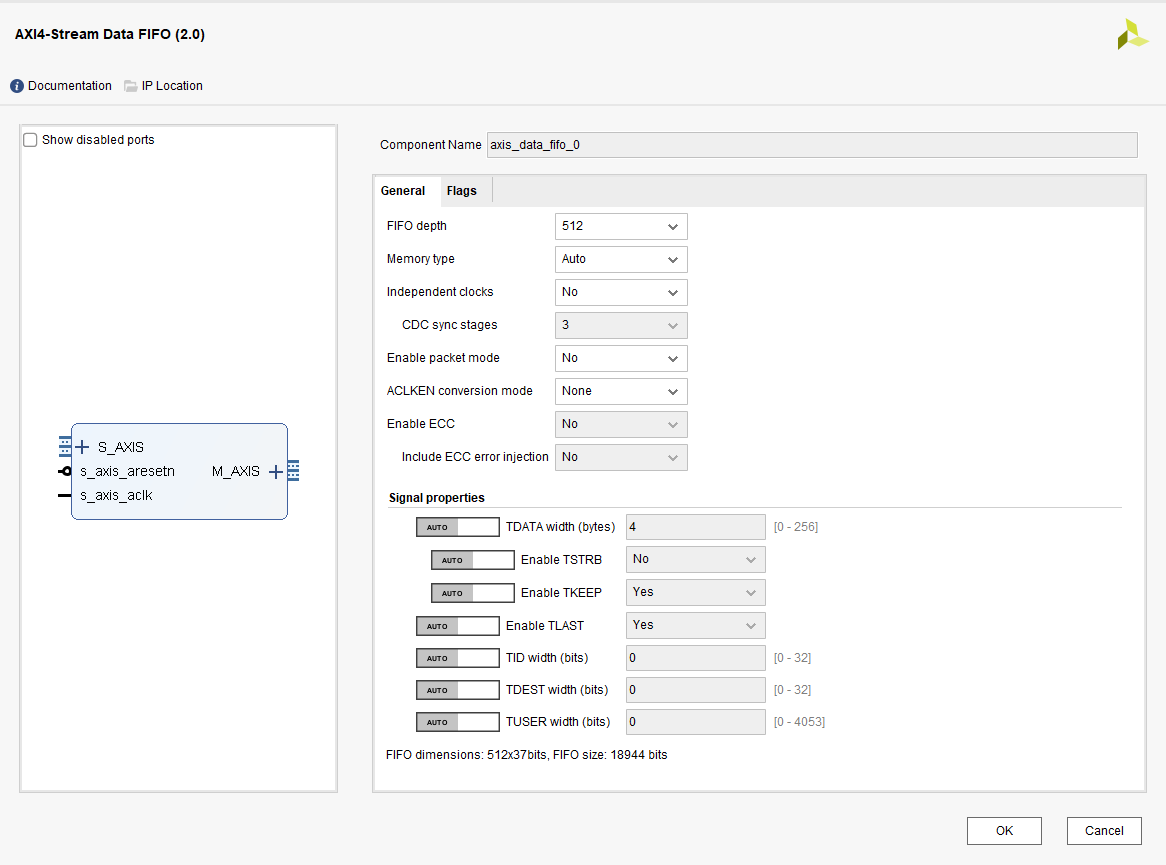 AXI4-Stream Data FIFO (2.0)
i Documentation IP Location
Show disabled ports
S_AXIS
s_axis_aresetn M_AXIS
s_axis_aclk
Component Name axis_data_fifo_0
General Flags
FIFO depth 512
Memory type Auto
Independent clocks No
CDC sync stages 3
Enable packet mode No
ACLKEN conversion mode None
Enable ECC No
Include ECC error injection No
Signal properties
AUTO TDATA width (bytes) 4 [0 - 256]
AUTO Enable TSTRB No
AUTO Enable TKEEP Yes
AUTO Enable TLAST Yes
AUTO TID width (bits) 0 [0 - 32]
AUTO TDEST width (bits) 0 [0 - 32]
AUTO TUSER width (bits) 0 [0 - 4053]
FIFO dimensions: 512x37bits, FIFO size: 18944 bits
OK Cancel